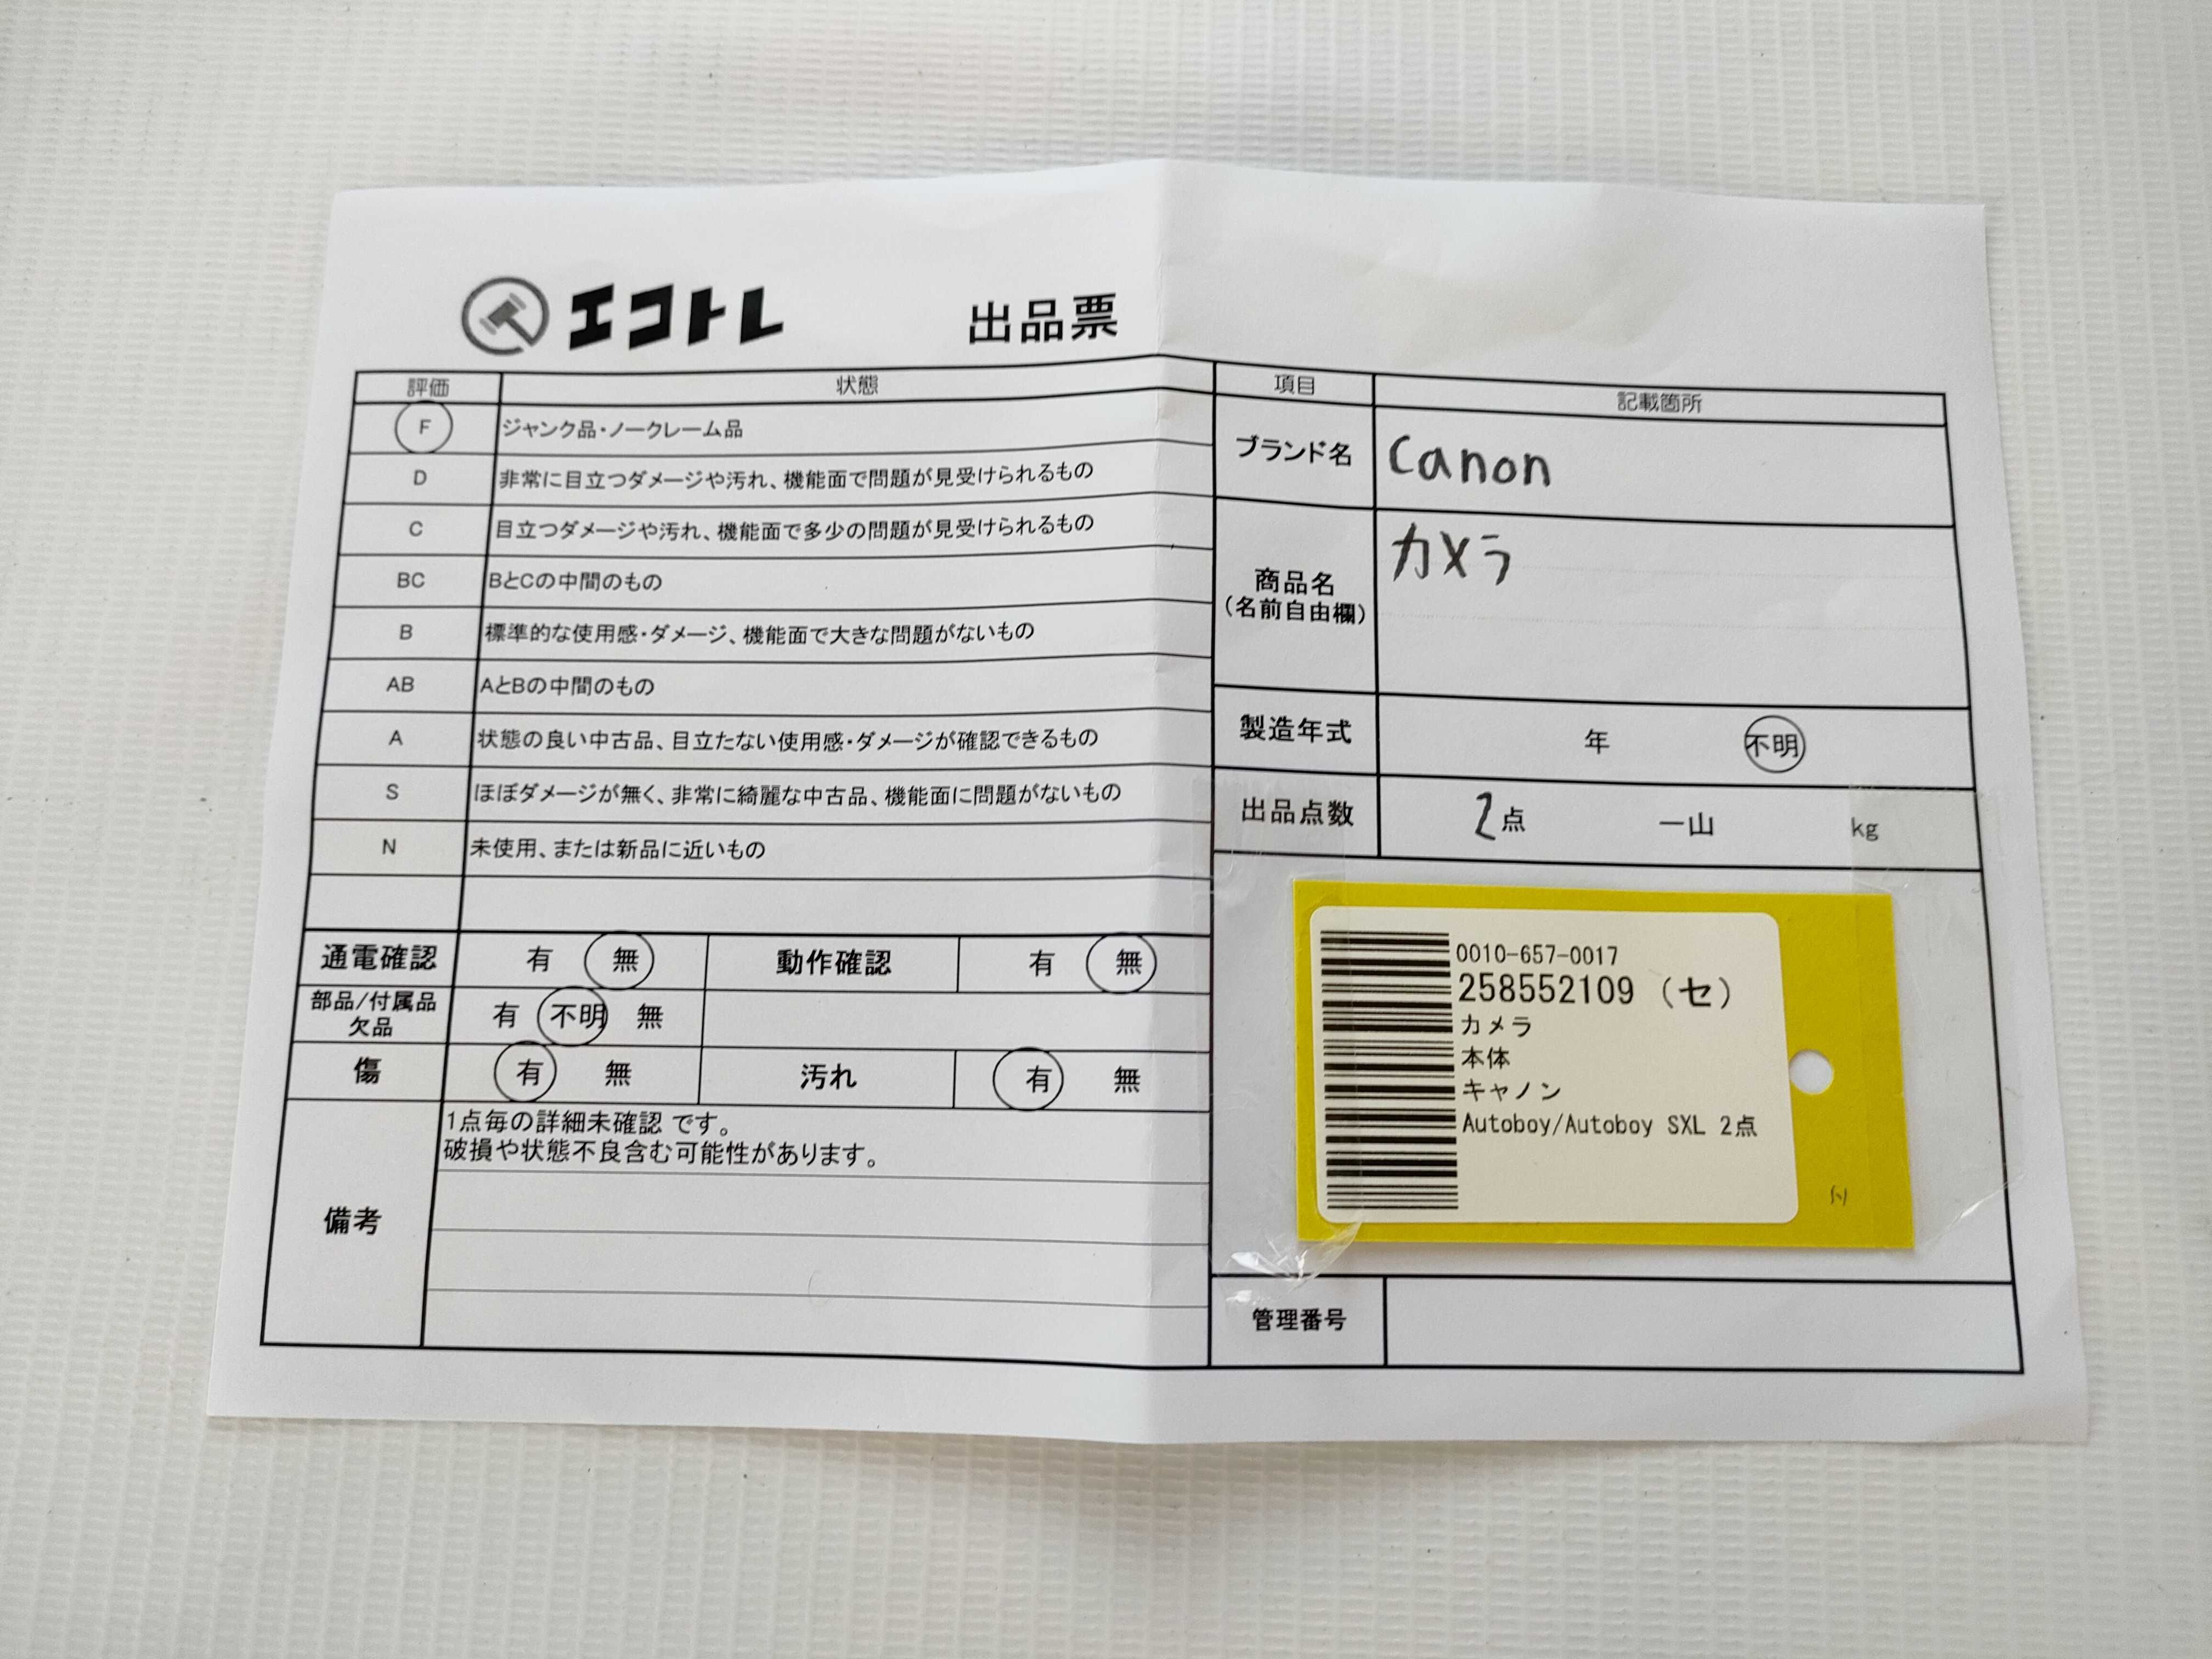 エコトレ 出品票
評価 状態
F ジャンク品・ノークレーム品
D 非常に目立つダメージや汚れ、機能面で問題が見受けられるもの
C 目立つダメージや汚れ、機能面で多少の問題が見受けられるもの
BC BとCの中間のもの
B 標準的な使用感・ダメージ、機能面で大きな問題がないもの
AB AとBの中間のもの
A 状態の良い中古品、目立たない使用感・ダメージが確認できるもの
S ほぼダメージが無く、非常に綺麗な中古品、機能面に問題がないもの
N 未使用、または新品に近いもの
通電確認 有 無 動作確認 有 無
部品/付属品
欠品 有 不明 無
傷 有 無 汚れ 有 無
備考
1点毎の詳細未確認 です。
破損や状態不良含む可能性があります。
項目 記載箇所
ブランド名 Canon
商品名
(名前自由欄) カメラ
製造年式 年 不明
出品点数 2点 一山 kg
0010-657-0017
258552109 (セ)
カメラ
本体
キャノン
Autoboy/Autoboy SXL 2点
管理番号